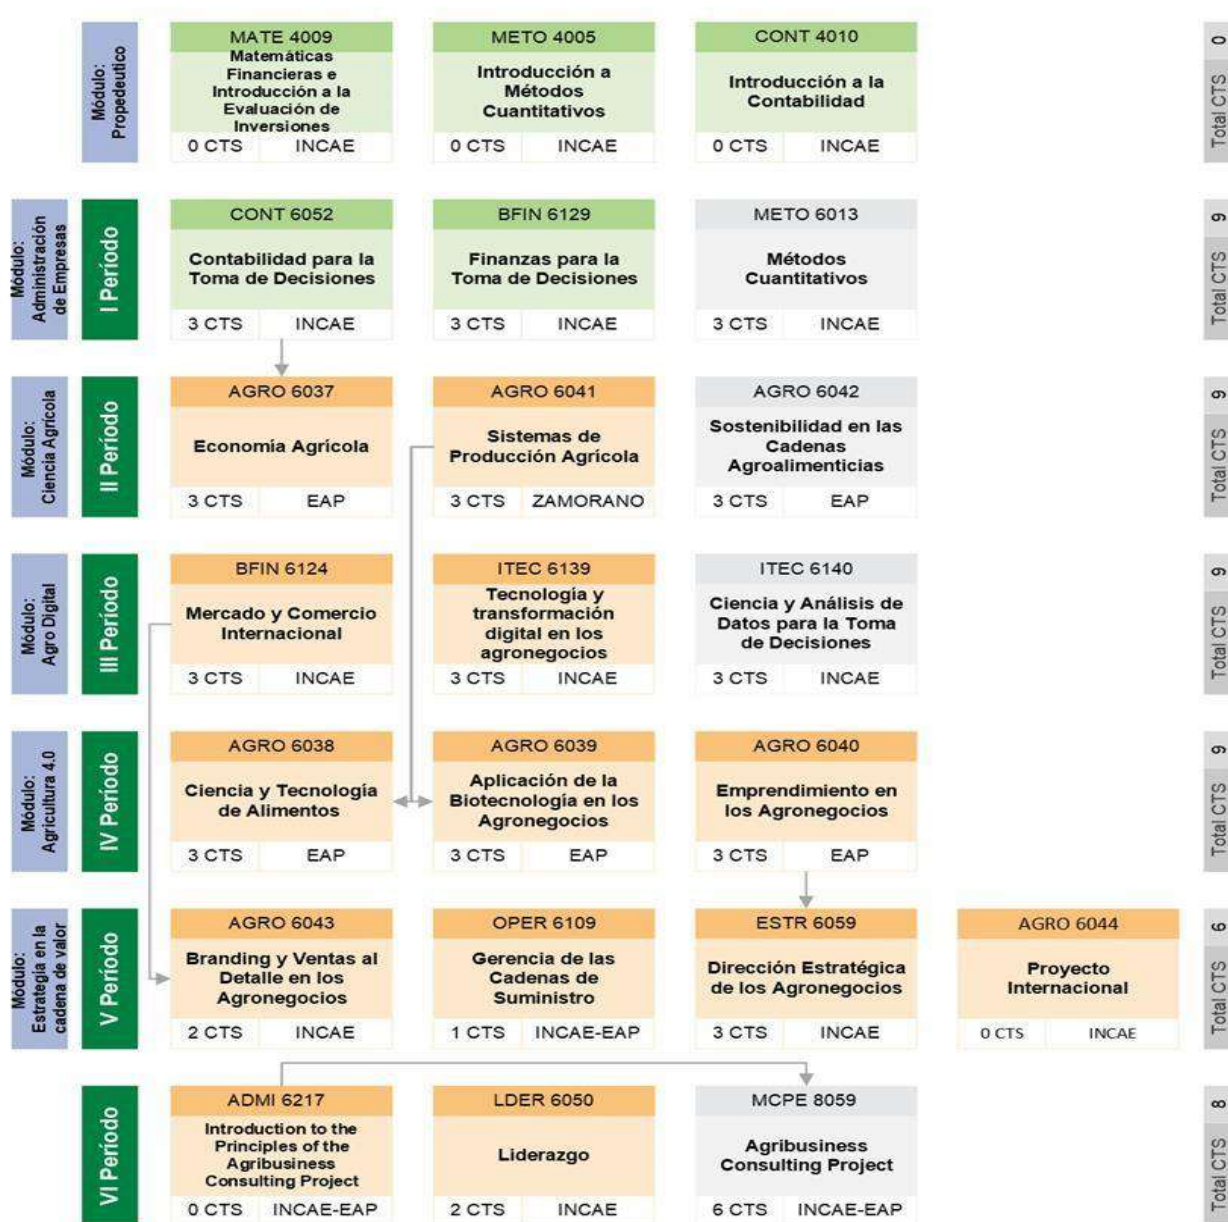 Módulo:
Propedeutico
MATE 4009
Matemáticas
Financieras e
Introducción a la
Evaluación de
Inversiones
0 CTS INCAE
METO 4005
Introducción a
Métodos
Cuantitativos
0 CTS INCAE
CONT 4010
Introducción a la
Contabilidad
0 CTS INCAE
Total CTS 0
Módulo:
Administración
de Empresas
I Período
CONT 6052
Contabilidad para la
Toma de Decisiones
3 CTS INCAE
BFIN 6129
Finanzas para la
Toma de Decisiones
3 CTS INCAE
METO 6013
Métodos
Cuantitativos
3 CTS INCAE
Total CTS 9
Módulo:
Ciencia Agrícola
II Período
AGRO 6037
Economía Agrícola
3 CTS EAP
AGRO 6041
Sistemas de
Producción Agrícola
3 CTS ZAMORANO
AGRO 6042
Sostenibilidad en las
Cadenas
Agroalimenticias
3 CTS EAP
Total CTS 9
Módulo:
Agro Digital
III Período
BFIN 6124
Mercado y Comercio
Internacional
3 CTS INCAE
ITEC 6139
Tecnología y
transformación
digital en los
agronegocios
3 CTS INCAE
ITEC 6140
Ciencia y Análisis de
Datos para la Toma
de Decisiones
3 CTS INCAE
Total CTS 9
Módulo:
Agricultura 4.0
IV Período
AGRO 6038
Ciencia y Tecnología
de Alimentos
3 CTS EAP
AGRO 6039
Aplicación de la
Biotecnología en los
Agronegocios
3 CTS EAP
AGRO 6040
Emprendimiento en
los Agronegocios
3 CTS EAP
Total CTS 9
Módulo:
Estrategia en la
cadena de valor
V Período
AGRO 6043
Branding y Ventas al
Detalle en los
Agronegocios
2 CTS INCAE
OPER 6109
Gerencia de las
Cadenas de
Suministro
1 CTS INCAE-EAP
ESTR 6059
Dirección Estratégica
de los Agronegocios
3 CTS INCAE
AGRO 6044
Proyecto
Internacional
0 CTS INCAE
Total CTS 6
VI Período
ADMI 6217
Introduction to the
Principles of the
Agribusiness
Consulting Project
0 CTS INCAE-EAP
LDER 6050
Liderazgo
2 CTS INCAE
MCPE 8059
Agribusiness
Consulting Project
6 CTS INCAE-EAP
Total CTS 8